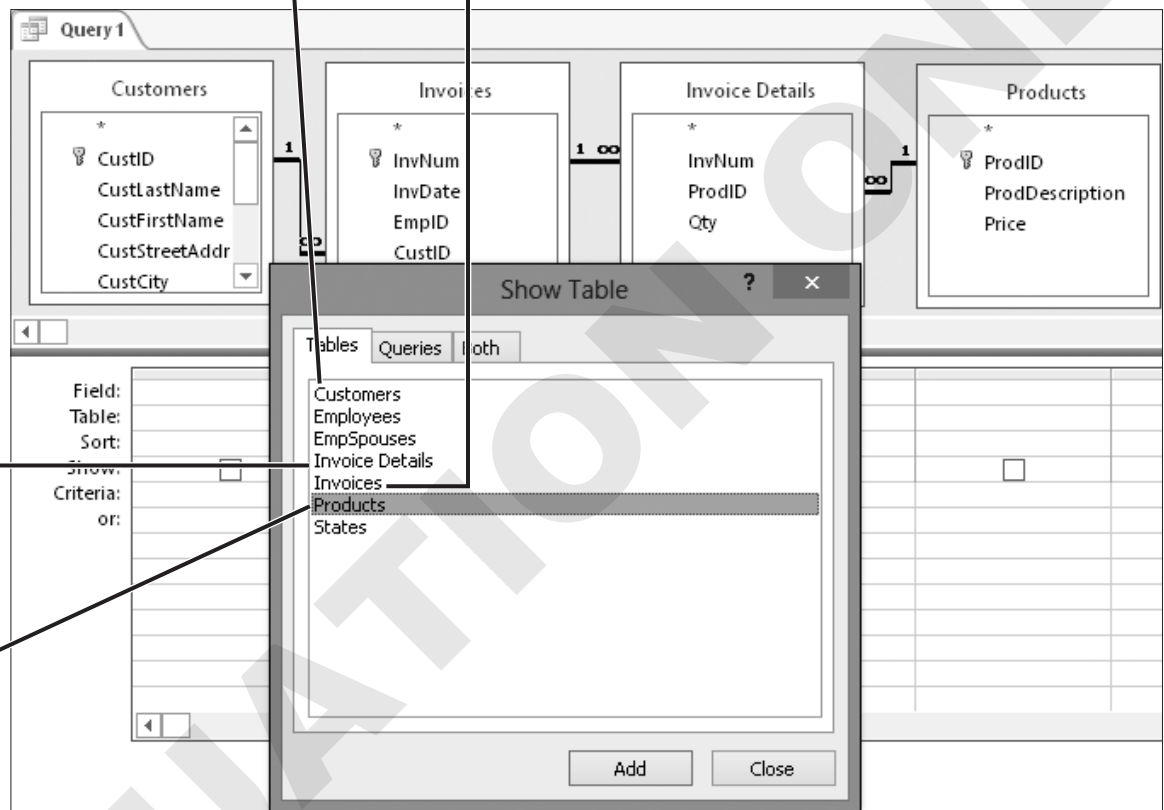 Query1
Customers
*
CustID
CustLastName
CustFirstName
CustStreetAddr
CustCity
1
∞
Invoices
*
InvNum
InvDate
EmpID
CustID
1 ∞
Invoice Details
*
InvNum
ProdID
Qty
∞
1
Products
*
ProdID
ProdDescription
Price
Show Table
? ×
Tables Queries Both
Customers
Employees
EmpSpouses
Invoice Details
Invoices
Products
States
Add Close
Field:
Table:
Sort:
Show:
Criteria:
or: